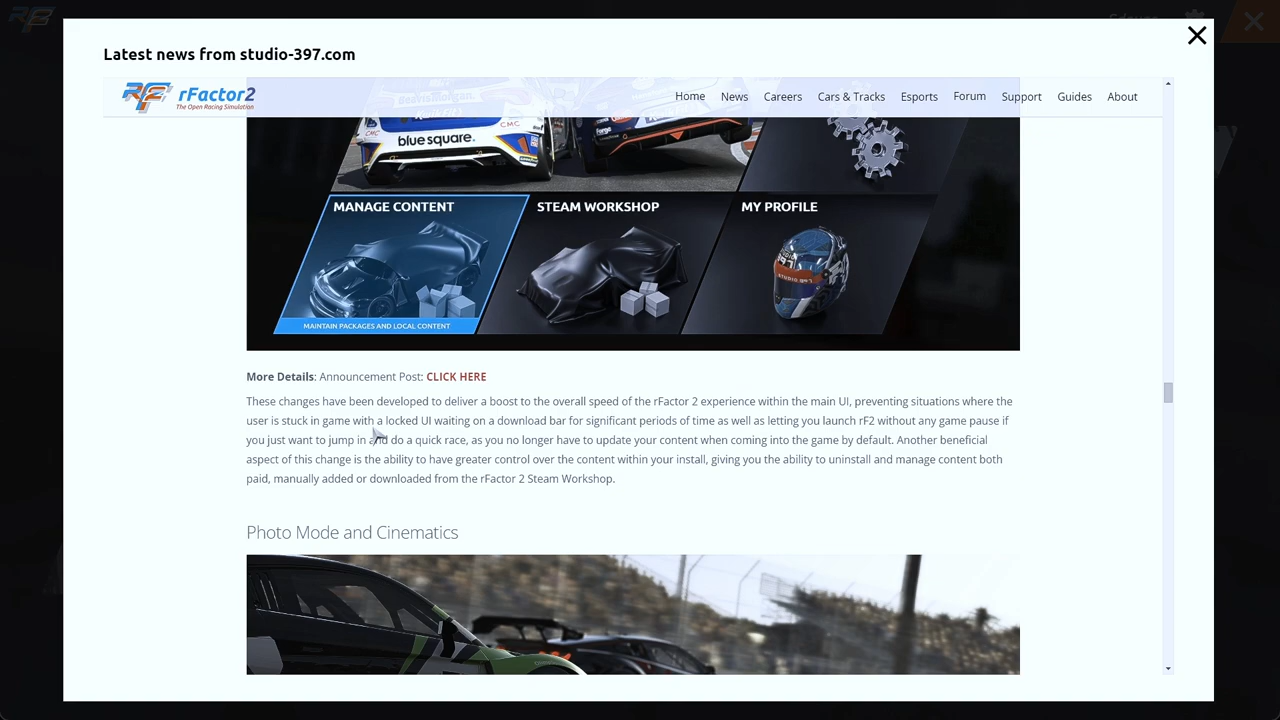 Latest news from studio-397.com
rFactor2
The Open Racing Simulation
Home News Careers Cars & Tracks Esports Forum Support Guides About
CMC
blue square.
CMC
MANAGE CONTENT STEAM WORKSHOP MY PROFILE
MAINTAIN PACKAGES AND LOCAL CONTENT
More Details: Announcement Post: CLICK HERE
These changes have been developed to deliver a boost to the overall speed of the rFactor 2 experience within the main UI, preventing situations where the
user is stuck in game with a locked UI waiting on a download bar for significant periods of time as well as letting you launch rF2 without any game pause if
you just want to jump in and do a quick race, as you no longer have to update your content when coming into the game by default. Another beneficial
aspect of this change is the ability to have greater control over the content within your install, giving you the ability to uninstall and manage content both
paid, manually added or downloaded from the rFactor 2 Steam Workshop.
Photo Mode and Cinematics